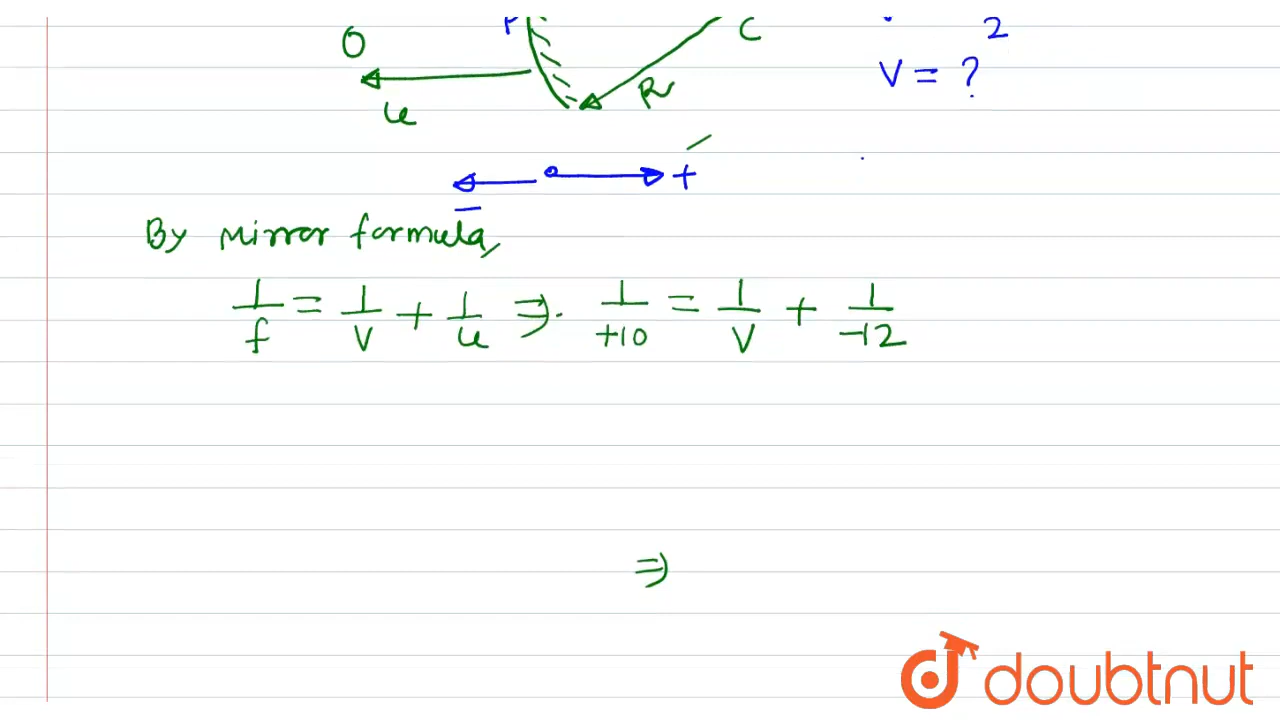 P
C
2
O
V = ?
R
u
+
−
By Mirror formula,
1/f = 1/V + 1/u ⇒ 1/+10 = 1/V + 1/-12
⇒
doubtnut